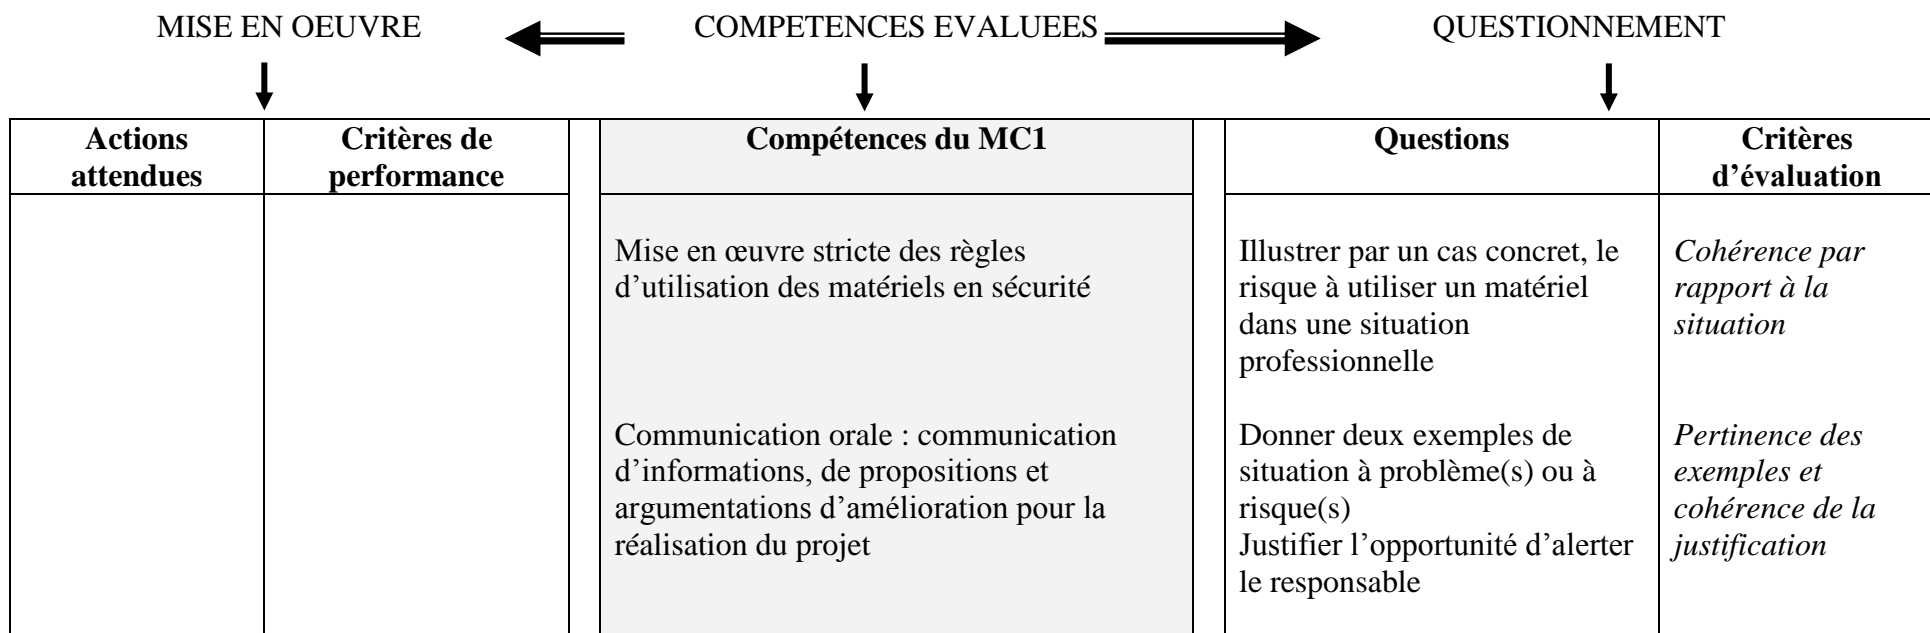 MISE EN OEUVRE
COMPETENCES EVALUEES
QUESTIONNEMENT
Actions
attendues
Critères de
performance
Compétences du MC1
Questions
Critères
d’évaluation
Mise en œuvre stricte des règles
d’utilisation des matériels en sécurité
Illustrer par un cas concret, le
risque à utiliser un matériel
dans une situation
professionnelle
Cohérence par
rapport à la
situation
Communication orale : communication
d’informations, de propositions et
argumentations d’amélioration pour la
réalisation du projet
Donner deux exemples de
situation à problème(s) ou à
risque(s)
Justifier l’opportunité d’alerter
le responsable
Pertinence des
exemples et
cohérence de la
justification